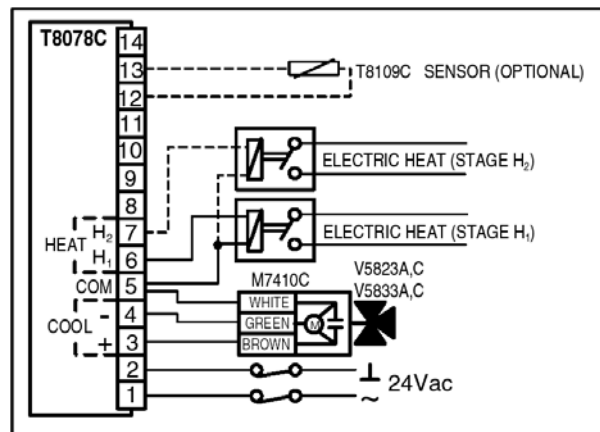 T8078C
14
13
T8109C SENSOR (OPTIONAL)
12
11
10
ELECTRIC HEAT (STAGE H₂)
9
8
HEAT
H₂
7
ELECTRIC HEAT (STAGE H₁)
H₁
6
M7410C
V5823A,C
V5833A,C
COM
5
WHITE
COOL
-
4
GREEN
M
+
3
BROWN
2
24Vac
1
~